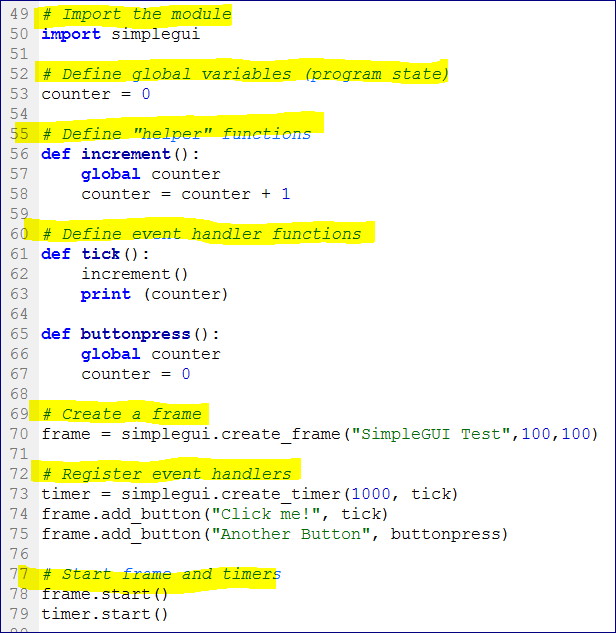 49 # Import the module
50 import simplegui
51
52 # Define global variables (program state)
53 counter = 0
54
55 # Define "helper" functions
56 def increment():
57     global counter
58     counter = counter + 1
59
60 # Define event handler functions
61 def tick():
62     increment()
63     print (counter)
64
65 def buttonpress():
66     global counter
67     counter = 0
68
69 # Create a frame
70 frame = simplegui.create_frame("SimpleGUI Test",100,100)
71
72 # Register event handlers
73 timer = simplegui.create_timer(1000, tick)
74 frame.add_button("Click me!", tick)
75 frame.add_button("Another Button", buttonpress)
76
77 # Start frame and timers
78 frame.start()
79 timer.start()